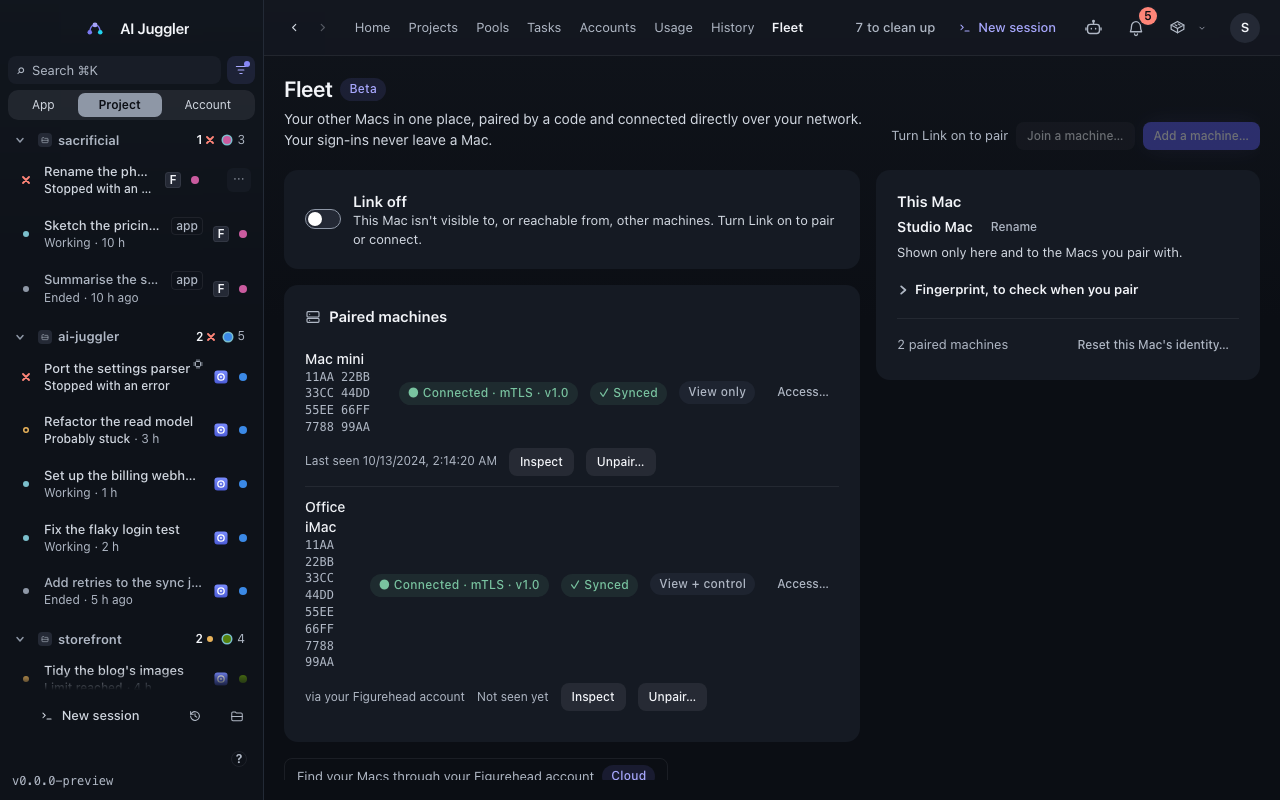 AI Juggler
Search ⌘K
App Project Account
sacrificial 1 3
Rename the ph... F
Stopped with an ...
Sketch the pricin... app F
Working · 10 h
Summarise the s... app F
Ended · 10 h ago
ai-juggler 2 5
Port the settings parser
Stopped with an error
Refactor the read model
Probably stuck · 3 h
Set up the billing webh...
Working · 1 h
Fix the flaky login test
Working · 2 h
Add retries to the sync j...
Ended · 5 h ago
storefront 2 4
Tidy the blog's images
Limit reached · 4 h
New session
?
v0.0.0-preview
Home Projects Pools Tasks Accounts Usage History Fleet 7 to clean up New session 5 S
Fleet Beta
Your other Macs in one place, paired by a code and connected directly over your network.
Your sign-ins never leave a Mac.
Turn Link on to pair Join a machine... Add a machine...
Link off
This Mac isn't visible to, or reachable from, other machines. Turn Link on to pair
or connect.
Paired machines
Mac mini
11AA 22BB
33CC 44DD
55EE 66FF
7788 99AA
Connected · mTLS · v1.0 ✓ Synced View only Access...
Last seen 10/13/2024, 2:14:20 AM Inspect Unpair...
Office
iMac
11AA
22BB
33CC
44DD
55EE
66FF
7788
99AA
Connected · mTLS · v1.0 ✓ Synced View + control Access...
via your Figurehead account Not seen yet Inspect Unpair...
Find your Macs through your Figurehead account Cloud
This Mac
Studio Mac Rename
Shown only here and to the Macs you pair with.
Fingerprint, to check when you pair
2 paired machines Reset this Mac's identity...